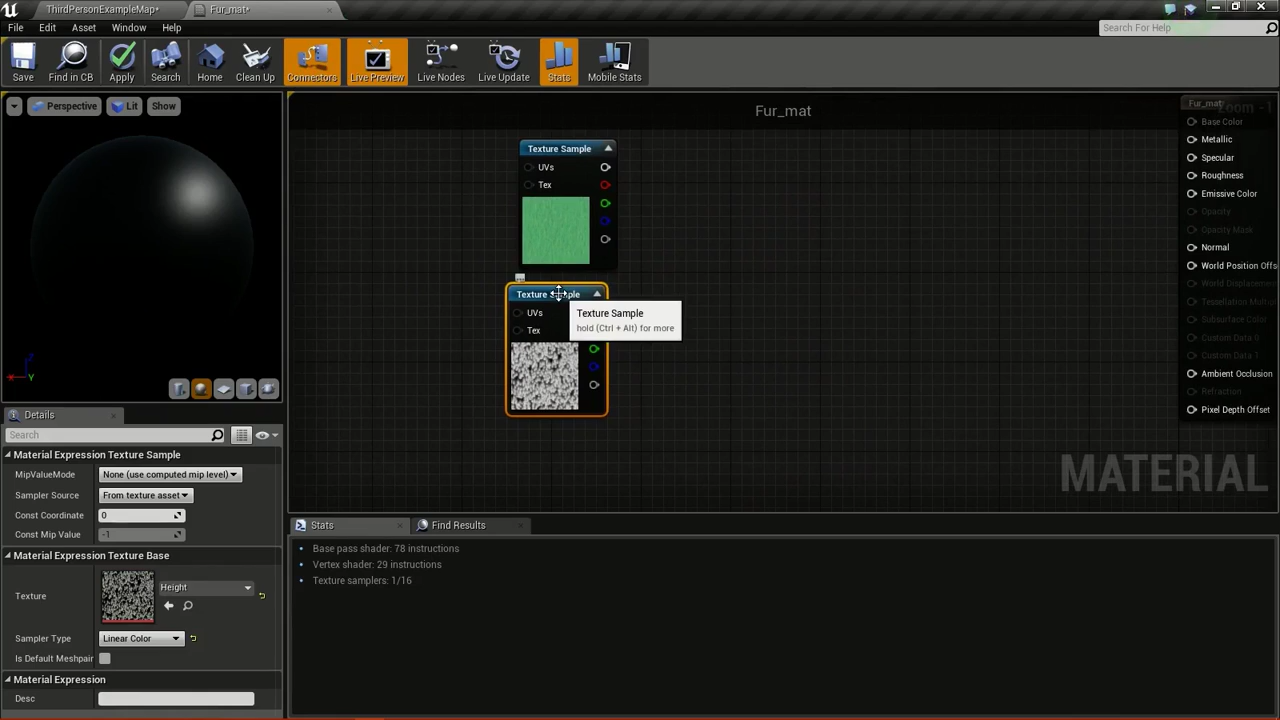 ThirdPersonExampleMap*
Fur_mat*
File Edit Asset Window Help
Search For Help
Save Find in CB Apply Search Home Clean Up Connectors Live Preview Live Nodes Live Update Stats Mobile Stats
Perspective Lit Show
Fur_mat
Zoom -1
Fur_mat
Base Color
Metallic
Specular
Roughness
Emissive Color
Opacity
Opacity Mask
Normal
World Position Offs
World Displacemen
Tessellation Multipl
Subsurface Color
Custom Data 0
Custom Data 1
Ambient Occlusion
Refraction
Pixel Depth Offset
Texture Sample
UVs
Tex
Texture Sample
UVs
Tex
Texture Sample
hold (Ctrl + Alt) for more
MATERIAL
Details
Search
Material Expression Texture Sample
MipValueMode None (use computed mip level)
Sampler Source From texture asset
Const Coordinate 0
Const Mip Value -1
Material Expression Texture Base
Texture Height
Sampler Type Linear Color
Is Default Meshpair
Material Expression
Desc
Stats
Find Results
Base pass shader: 78 instructions
Vertex shader: 29 instructions
Texture samplers: 1/16